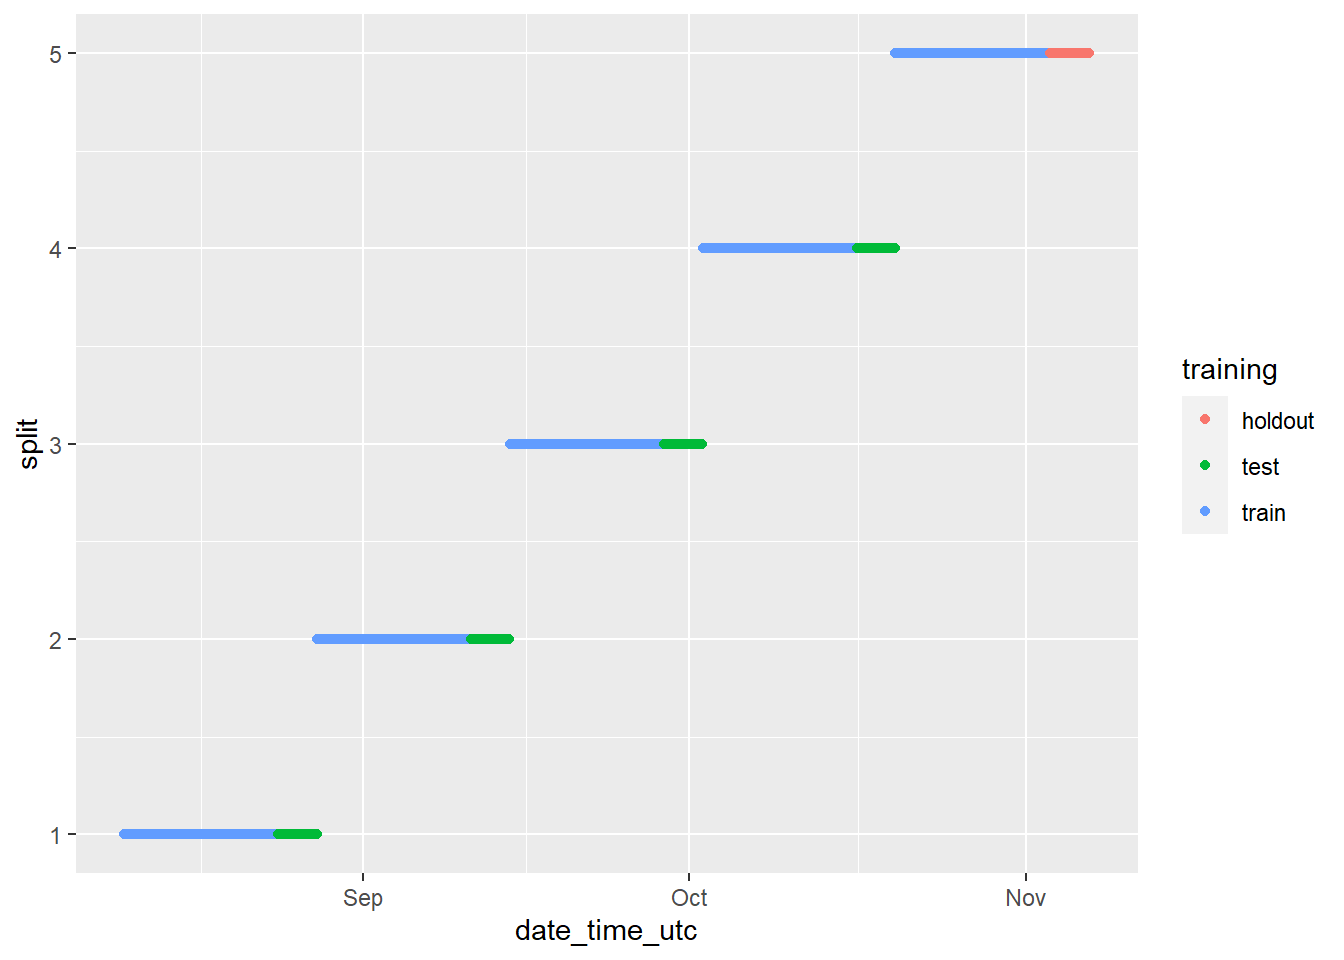 5
4
3
2
1
split
Sep Oct Nov
date_time_utc
training
holdout
test
train